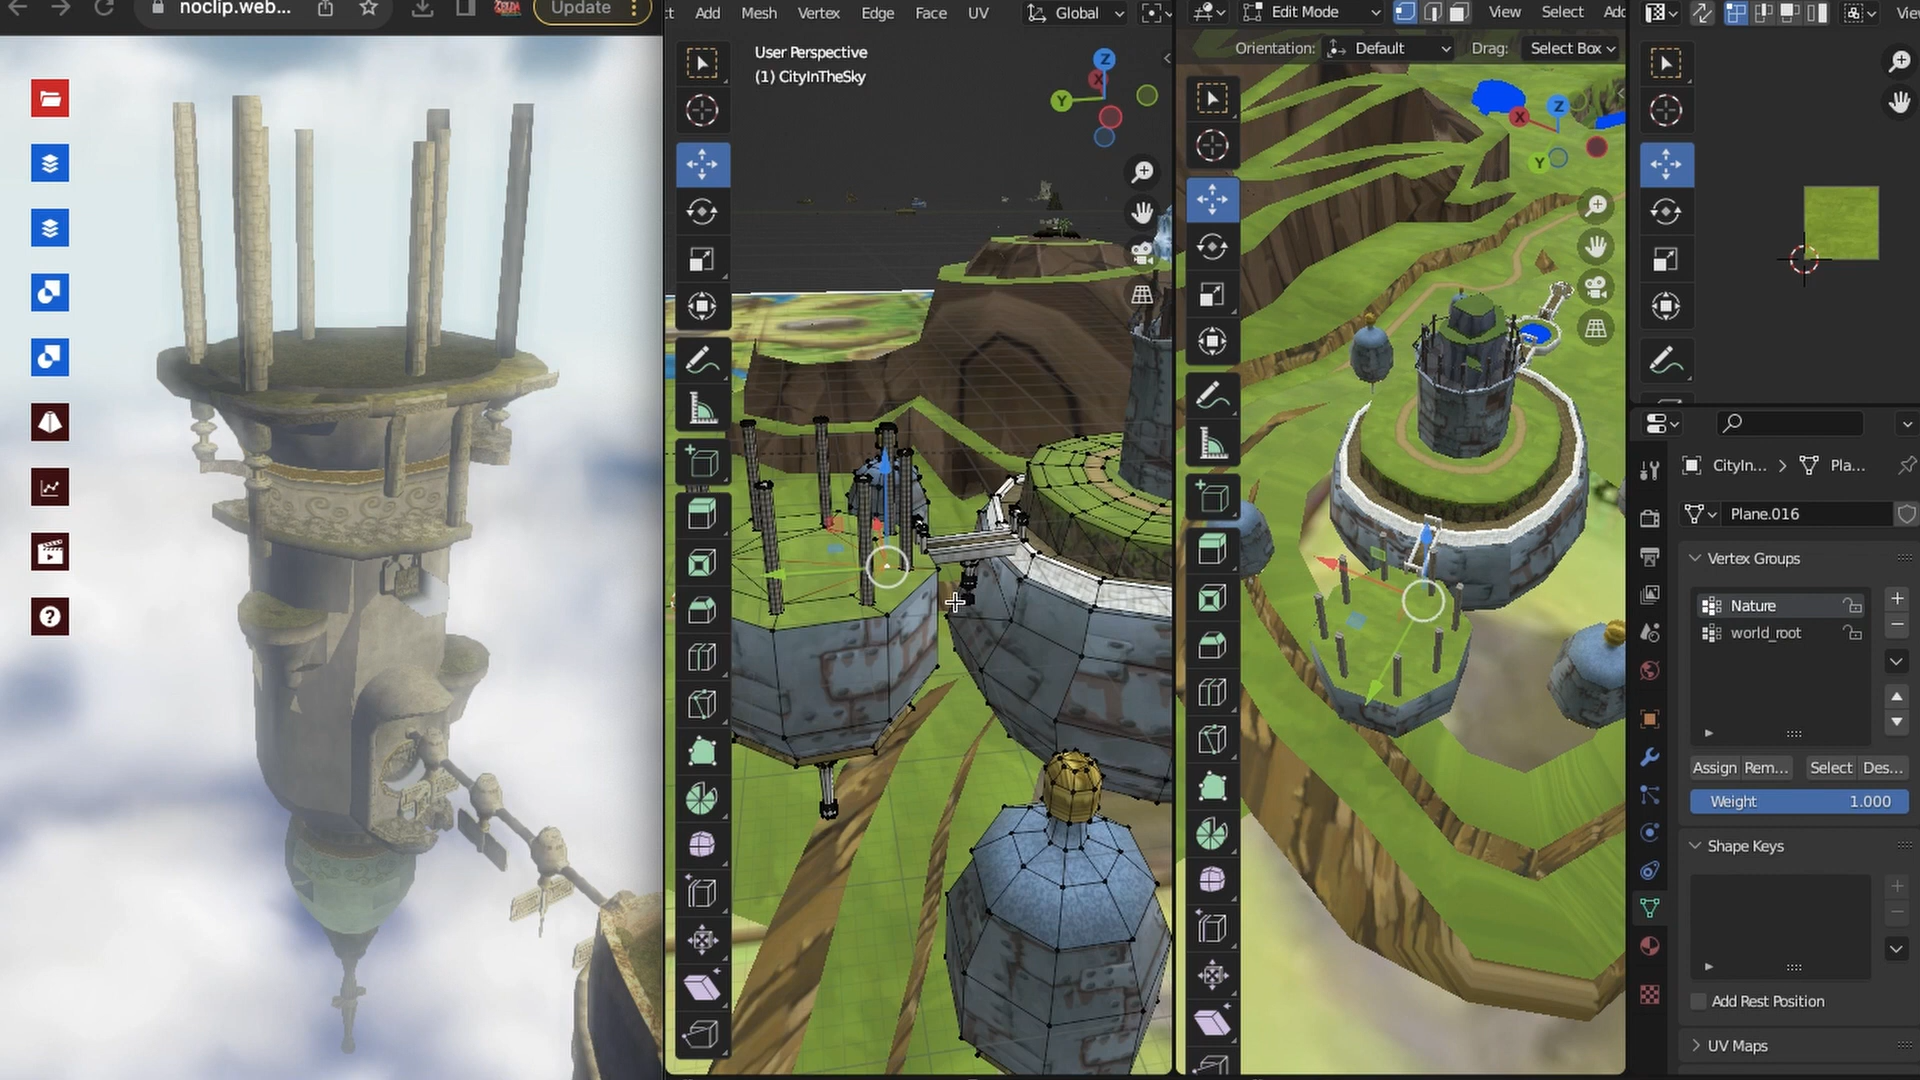 noclip.web...
Update
Add Mesh Vertex Edge Face UV
Global
User Perspective
(1) CityInTheSky
Edit Mode
View Select
Orientation: Default Drag: Select Box
Z
X
Y
Z
X
Y
CityIn... Pla...
Plane.016
Vertex Groups
Nature
world_root
Assign Rem... Select Des...
Weight 1.000
Shape Keys
Add Rest Position
UV Maps